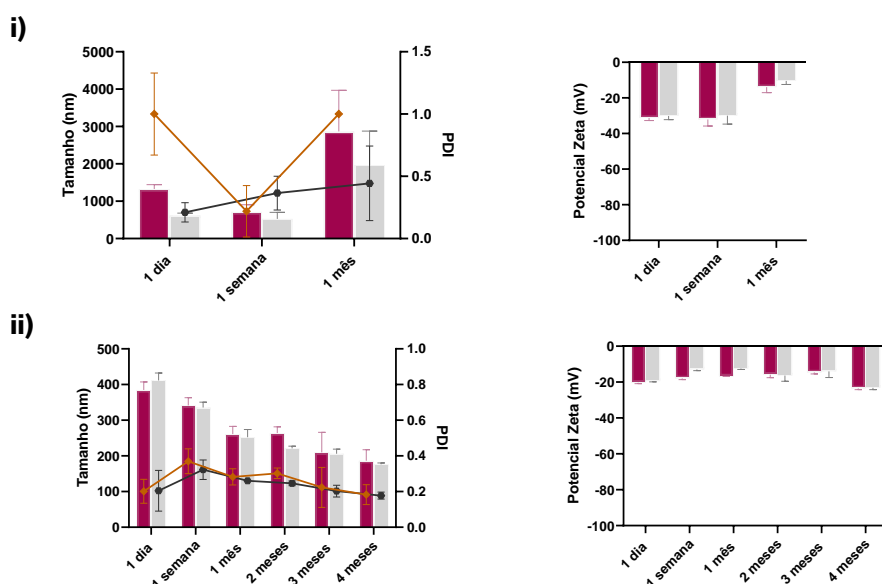 i)
5000
4000
3000
2000
1000
0
Tamanho (nm)
1.5
1.0
0.5
0.0
PDI
1 dia
1 semana
1 mês
0
-20
-40
-60
-80
-100
Potencial Zeta (mV)
1 dia
1 semana
1 mês
ii)
500
400
300
200
100
0
Tamanho (nm)
1.0
0.8
0.6
0.4
0.2
0.0
PDI
1 dia
1 semana
1 mês
2 meses
3 meses
4 meses
0
-20
-40
-60
-80
-100
Potencial Zeta (mV)
1 dia
1 semana
1 mês
2 meses
3 meses
4 meses